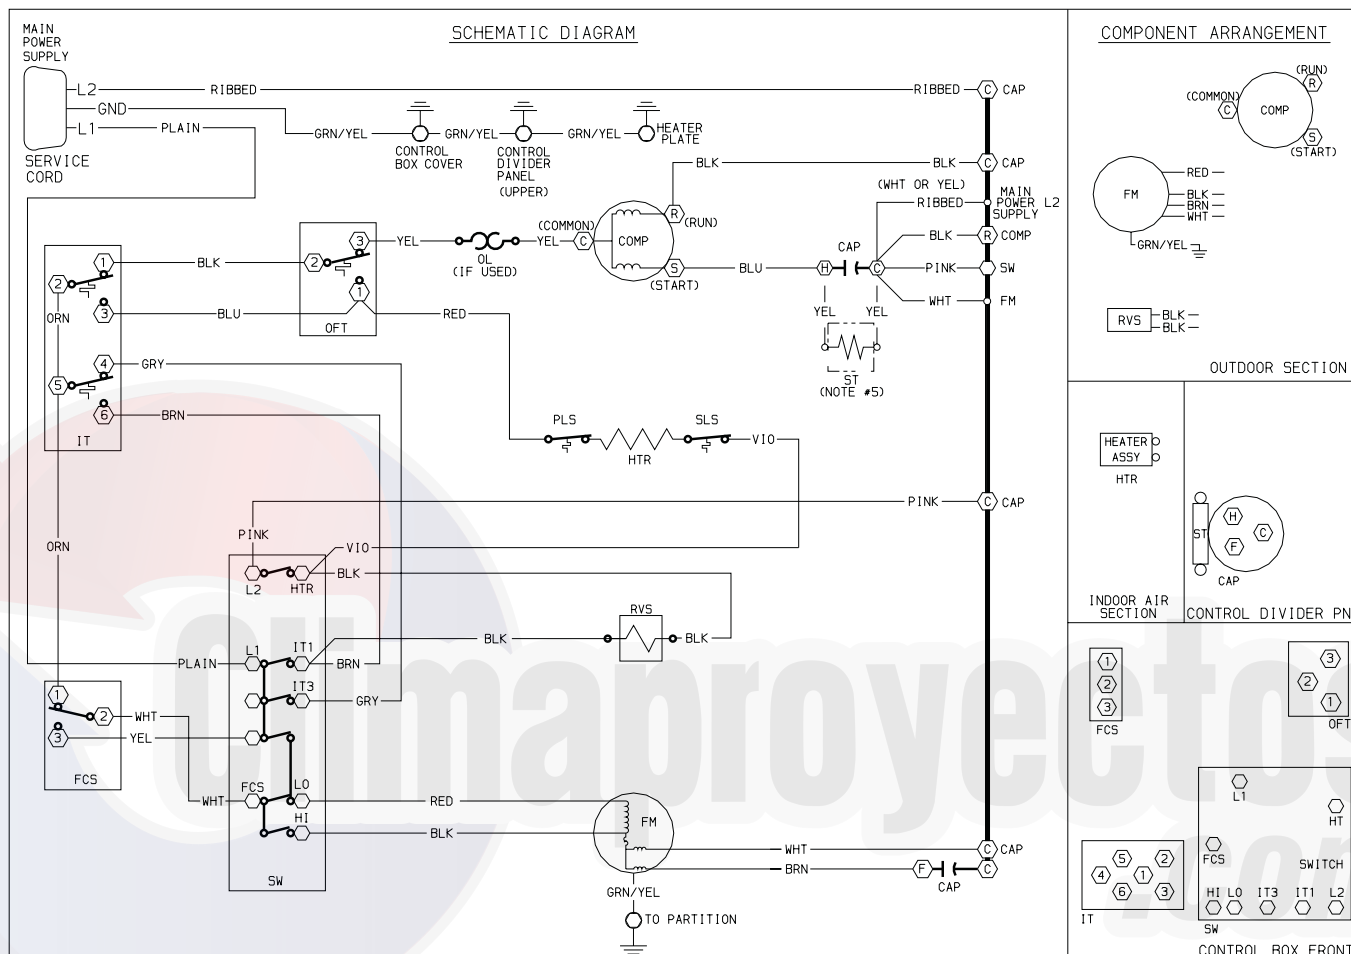 SCHEMATIC DIAGRAM
MAIN
POWER
SUPPLY
L2
GND
L1
RIBBED
PLAIN
SERVICE
CORD
GRN/YEL
GRN/YEL
GRN/YEL
CONTROL
BOX COVER
CONTROL
DIVIDER
PANEL
(UPPER)
HEATER
PLATE
RIBBED
C
CAP
BLK
BLK
C
CAP
(WHT OR YEL)
RIBBED
MAIN
POWER L2
SUPPLY
(COMMON)
C
COMP
R
(RUN)
S
(START)
YEL
OL
(IF USED)
YEL
3
2
1
OFT
BLK
BLU
RED
BLU
H
CAP
C
BLK
R
COMP
PINK
SW
WHT
FM
YEL
YEL
ST
(NOTE #5)
1
2
ORN
3
4
5
6
IT
GRY
BRN
PLS
HTR
SLS
VIO
PINK
C
CAP
PINK
VIO
L2
HTR
BLK
ORN
RVS
BLK
BLK
PLAIN
L1
IT1
BRN
IT3
GRY
1
2
3
FCS
WHT
YEL
WHT
FCS
LO
HI
RED
BLK
SW
FM
WHT
C
CAP
BRN
F
CAP
C
GRN/YEL
TO PARTITION
COMPONENT ARRANGEMENT
(RUN)
R
(COMMON)
C
COMP
S
(START)
FM
RED
BLK
BRN
WHT
GRN/YEL
RVS
BLK
BLK
OUTDOOR SECTION
HEATER
ASSY
HTR
INDOOR AIR
SECTION
ST
H
C
F
CAP
CONTROL DIVIDER PN
1
2
3
FCS
3
2
1
OFT
L1
HT
FCS
SWITCH
HI
LO
IT3
IT1
L2
SW
5
2
4
1
6
3
IT
CONTROL BOX FRONT
Climaproyectos
.com